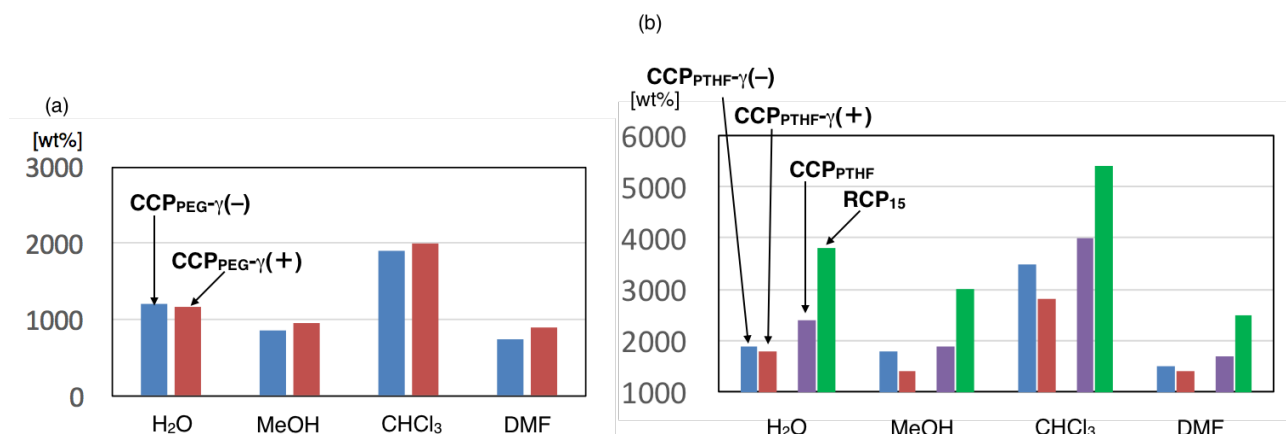 (a)
[wt%]
3000
2000
1000
0
CCPPEG-γ(−)
CCPPEG-γ(+)
H2O MeOH CHCl3 DMF
(b)
CCPPTHF-γ(−)
[wt%]
CCPPTHF-γ(+)
6000
5000
4000
3000
2000
1000
CCPPTHF
RCP15
H2O MeOH CHCl3 DMF